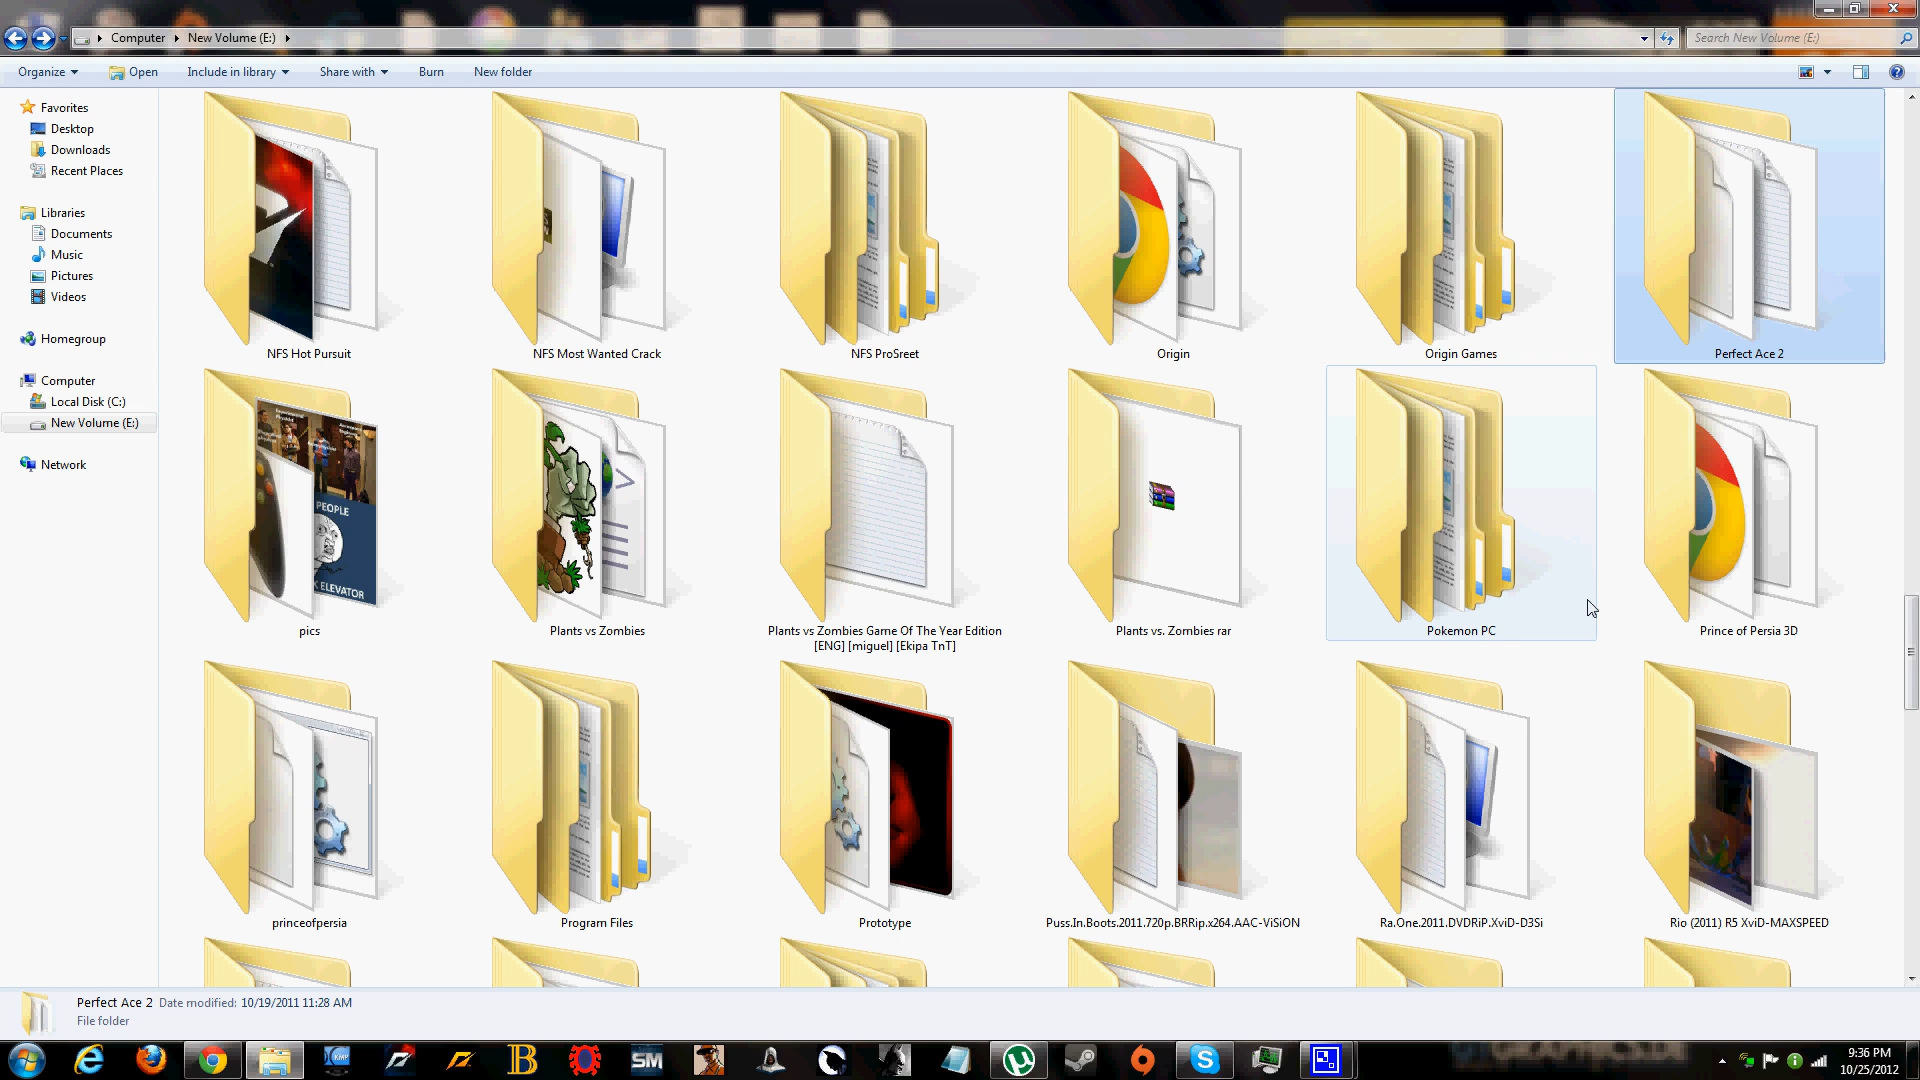 Computer
New Volume (E:)
Search New Volume (E:)
Organize
Open
Include in library
Share with
Burn
New folder
Favorites
Desktop
Downloads
Recent Places
Libraries
Documents
Music
Pictures
Videos
Homegroup
Computer
Local Disk (C:)
New Volume (E:)
Network
NFS Hot Pursuit
NFS Most Wanted Crack
NFS ProSreet
Origin
Origin Games
Perfect Ace 2
PEOPLE
ELEVATOR
pics
Plants vs Zombies
Plants vs Zombies Game Of The Year Edition
[ENG] [miguel] [Ekipa TnT]
Plants vs. Zombies rar
Pokemon PC
Prince of Persia 3D
princeofpersia
Program Files
Prototype
Puss.In.Boots.2011.720p.BRRip.x264.AAC-ViSiON
Ra.One.2011.DVDRiP.XviD-D3Si
Rio (2011) R5 XviD-MAXSPEED
Perfect Ace 2 Date modified: 10/19/2011 11:28 AM
File folder
KMP
B
SM
9:36 PM
10/25/2012